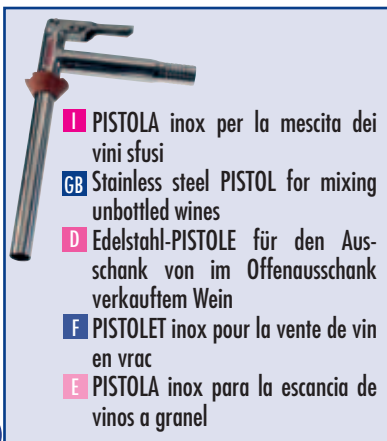 I PISTOLA inox per la mescita dei
vini sfusi
GB Stainless steel PISTOL for mixing
unbottled wines
D Edelstahl-PISTOLE für den Aus-
schank von im Offenausschank
verkauftem Wein
F PISTOLET inox pour la vente de vin
en vrac
E PISTOLA inox para la escancia de
vinos a granel